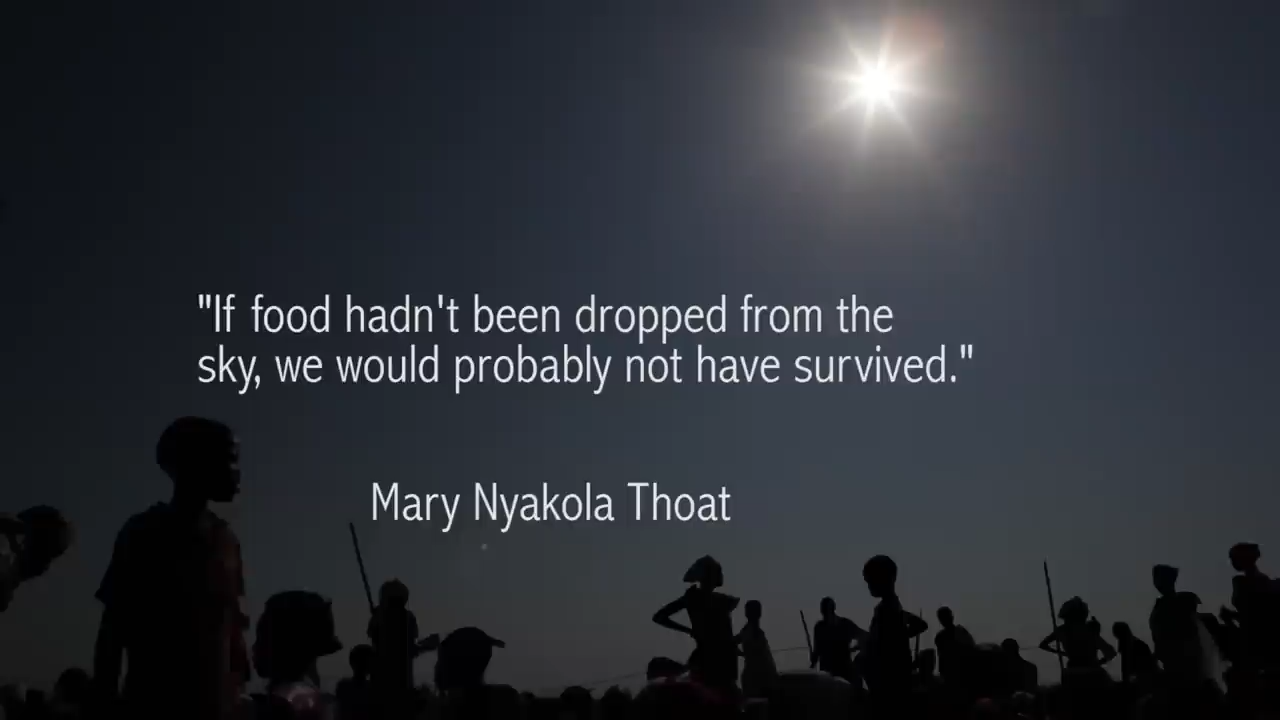 "If food hadn't been dropped from the
sky, we would probably not have survived."
Mary Nyakola Thoat